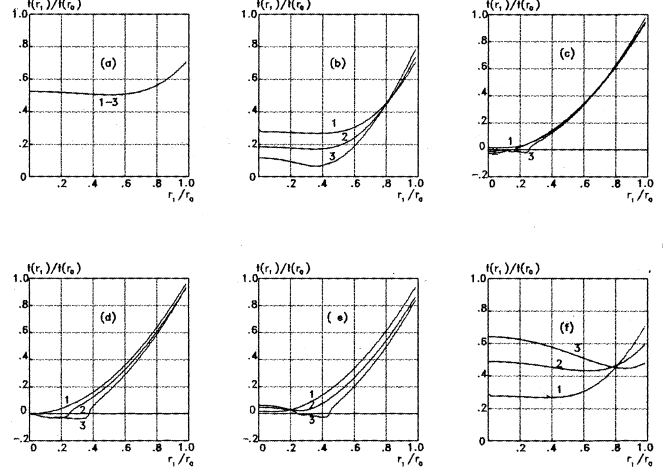 t(r₁)/t(r₀) t(r₁)/t(r₀) t(r₁)/t(r₀)
1.0 1.0 1.0
.8 .8 .8
(a) (b) (c)
.6 .6 .6
1-3 1 2 3 1 3
.4 .4 .4
.2 .2 .2
0 0 0
-.2
.2 .4 .6 .8 1.0 0 .2 .4 .6 .8 1.0 0 .2 .4 .6 .8 1.0
r₁/r₀ r₁/r₀ r₁/r₀
t(r₁)/t(r₀) t(r₁)/t(r₀) t(r₁)/t(r₀)
1.0 1.0 1.0
.8 .8 .8
(d) (e) (f)
.6 .6 .6
1 2 3 1 2 3 3 2 1
.4 .4 .4
.2 .2 .2
0 0 0
-.2 -.2
0 .2 .4 .6 .8 1.0 0 .2 .4 .6 .8 1.0 .2 .4 .6 .8 1.0
r₁/r₀ r₁/r₀ r₁/r₀